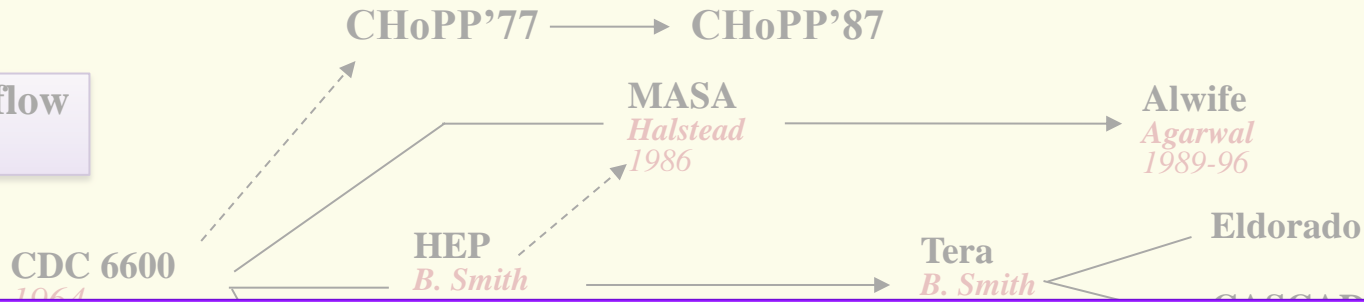 CHoPP’77 CHoPP’87
flow
MASA
Halstead
1986
Alwife
Agarwal
1989-96
CDC 6600
1964
HEP
B. Smith
Tera
B. Smith
Eldorado